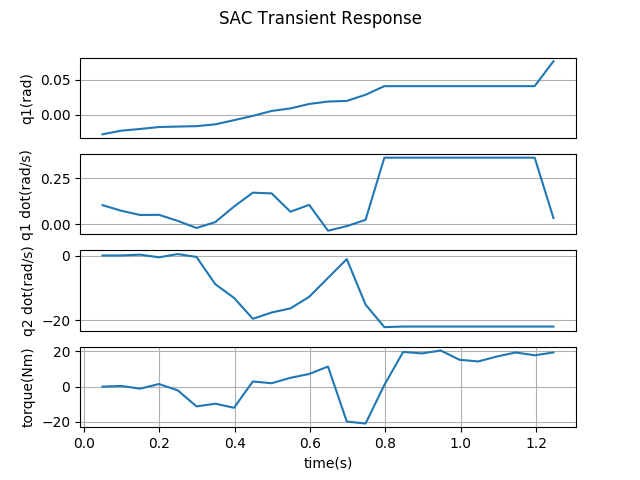 SAC Transient Response
q1(rad)
0.05
0.00
q1 dot(rad/s)
0.25
0.00
q2 dot(rad/s)
0
−20
torque(Nm)
20
0
−20
0.0 0.2 0.4 0.6 0.8 1.0 1.2
time(s)